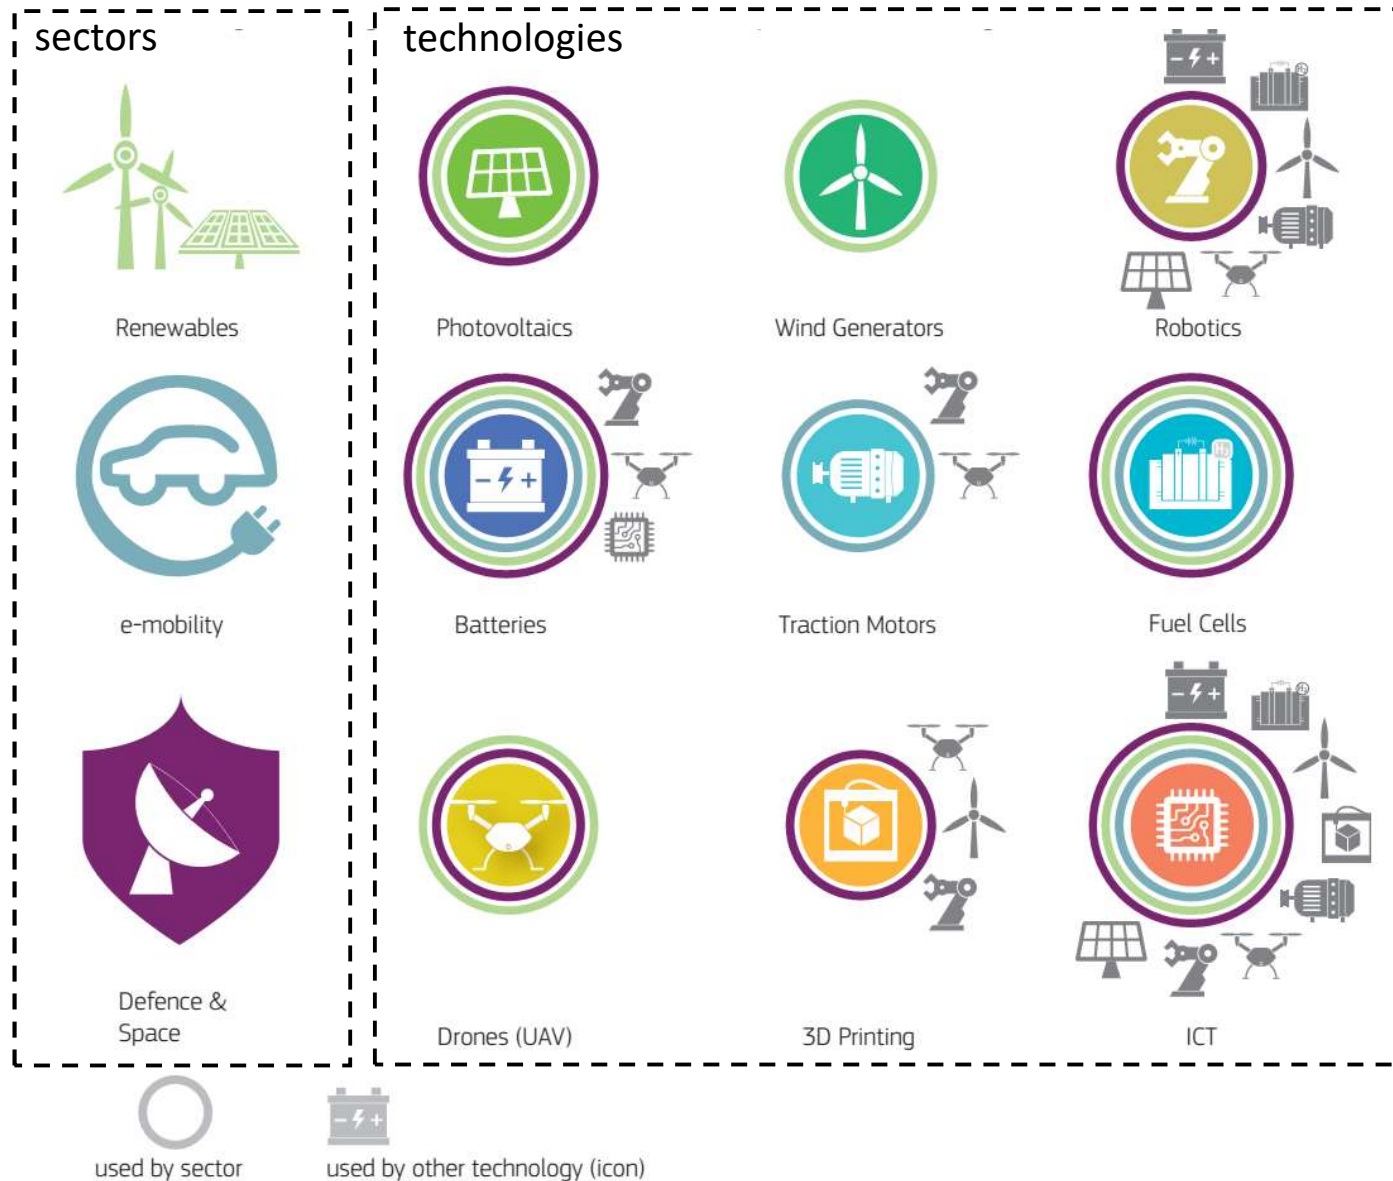 sectors
technologies
Renewables
Photovoltaics
Wind Generators
Robotics
e-mobility
Batteries
Traction Motors
Fuel Cells
Defence &
Space
Drones (UAV)
3D Printing
ICT
used by sector
used by other technology (icon)